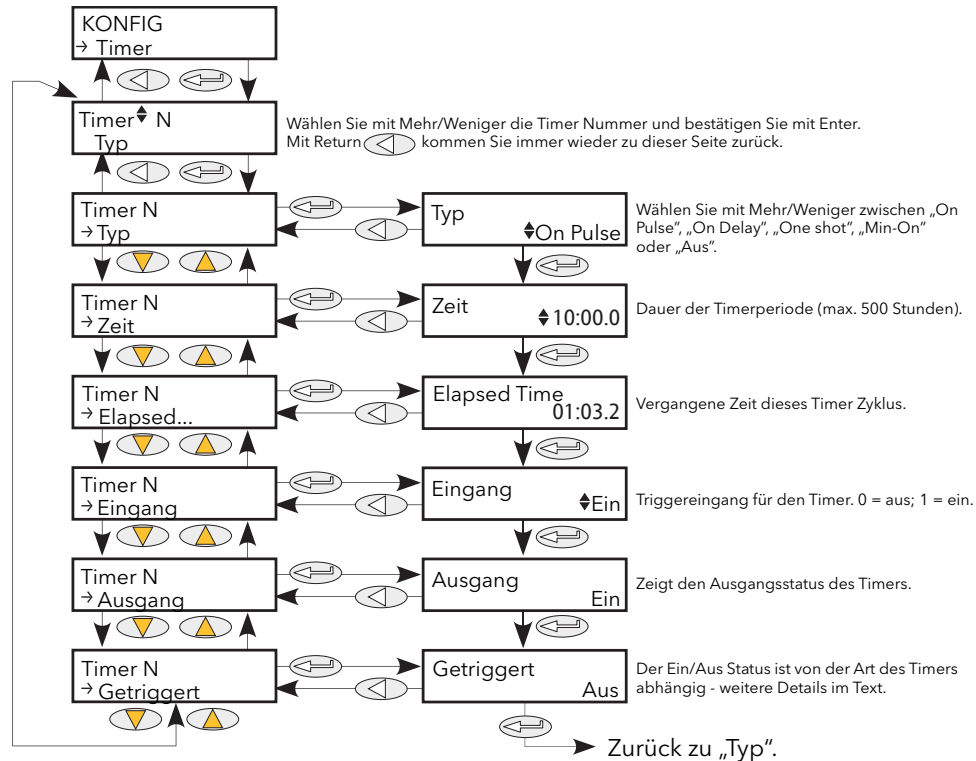 KONFIG
→ Timer
Timer N
Typ
Wählen Sie mit Mehr/Weniger die Timer Nummer und bestätigen Sie mit Enter.
Mit Return kommen Sie immer wieder zu dieser Seite zurück.
Timer N
→ Typ
Typ
On Pulse
Wählen Sie mit Mehr/Weniger zwischen „On
Pulse“, „On Delay“, „One shot“, „Min-On“
oder „Aus“.
Timer N
→ Zeit
Zeit
10:00.0
Dauer der Timerperiode (max. 500 Stunden).
Timer N
→ Elapsed...
Elapsed Time
01:03.2
Vergangene Zeit dieses Timer Zyklus.
Timer N
→ Eingang
Eingang
Ein
Triggereingang für den Timer. 0 = aus; 1 = ein.
Timer N
→ Ausgang
Ausgang
Ein
Zeigt den Ausgangsstatus des Timers.
Timer N
→ Getriggert
Getriggert
Aus
Der Ein/Aus Status ist von der Art des Timers
abhängig - weitere Details im Text.
Zurück zu „Typ“.